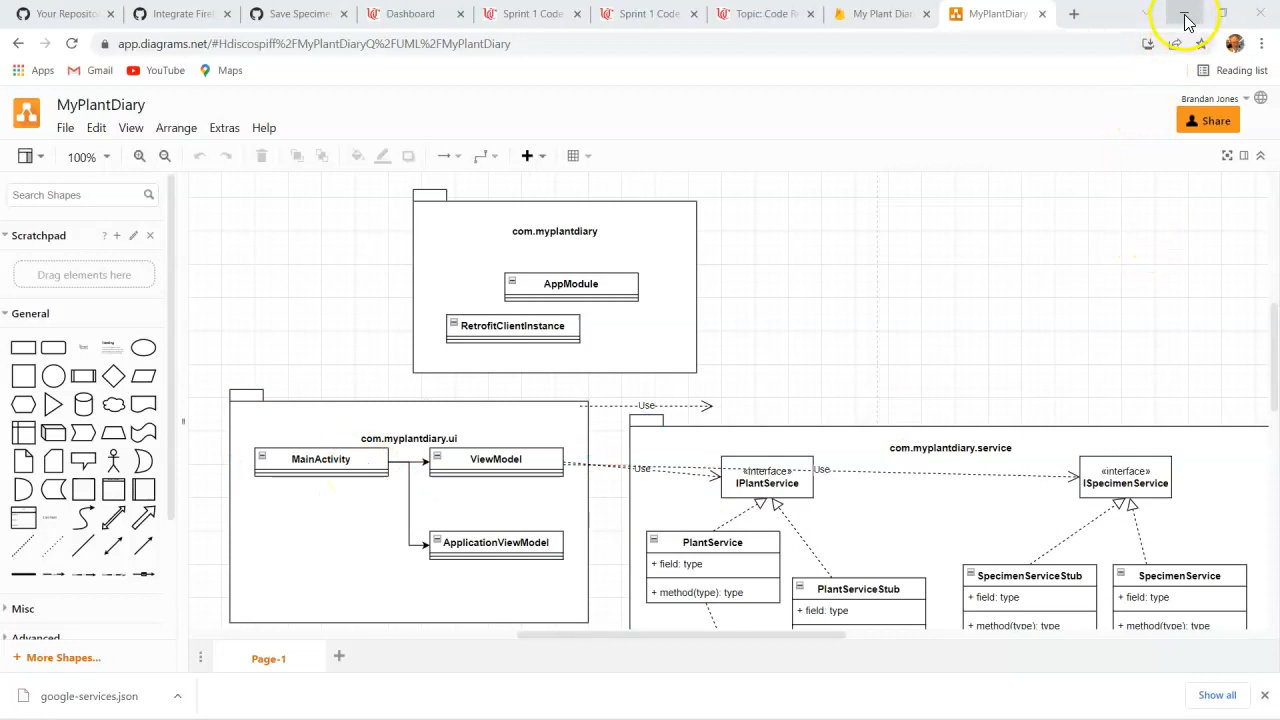 Your Reposito
Integrate Firel
Save Specimen
Dashboard
Sprint 1 Code
Sprint 1 Code
Topic: Code R
My Plant Diar
MyPlantDiary
app.diagrams.net/#Hdiscospiff%2FMyPlantDiaryQ%2FUML%2FMyPlantDiary
Apps
Gmail
YouTube
Maps
Reading list
MyPlantDiary
Brandan Jones
File
Edit
View
Arrange
Extras
Help
Share
100%
Search Shapes
Scratchpad
?
Drag elements here
General
Misc
Advanced
+ More Shapes...
com.myplantdiary
AppModule
RetrofitClientInstance
com.myplantdiary.ui
MainActivity
ViewModel
ApplicationViewModel
Use
Use
Use
com.myplantdiary.service
«interface»
IPlantService
«interface»
ISpecimenService
PlantService
+ field: type
+ method(type): type
PlantServiceStub
+ field: type
SpecimenServiceStub
+ field: type
+ method(type): type
SpecimenService
+ field: type
+ method(type): type
Page-1
google-services.json
Show all